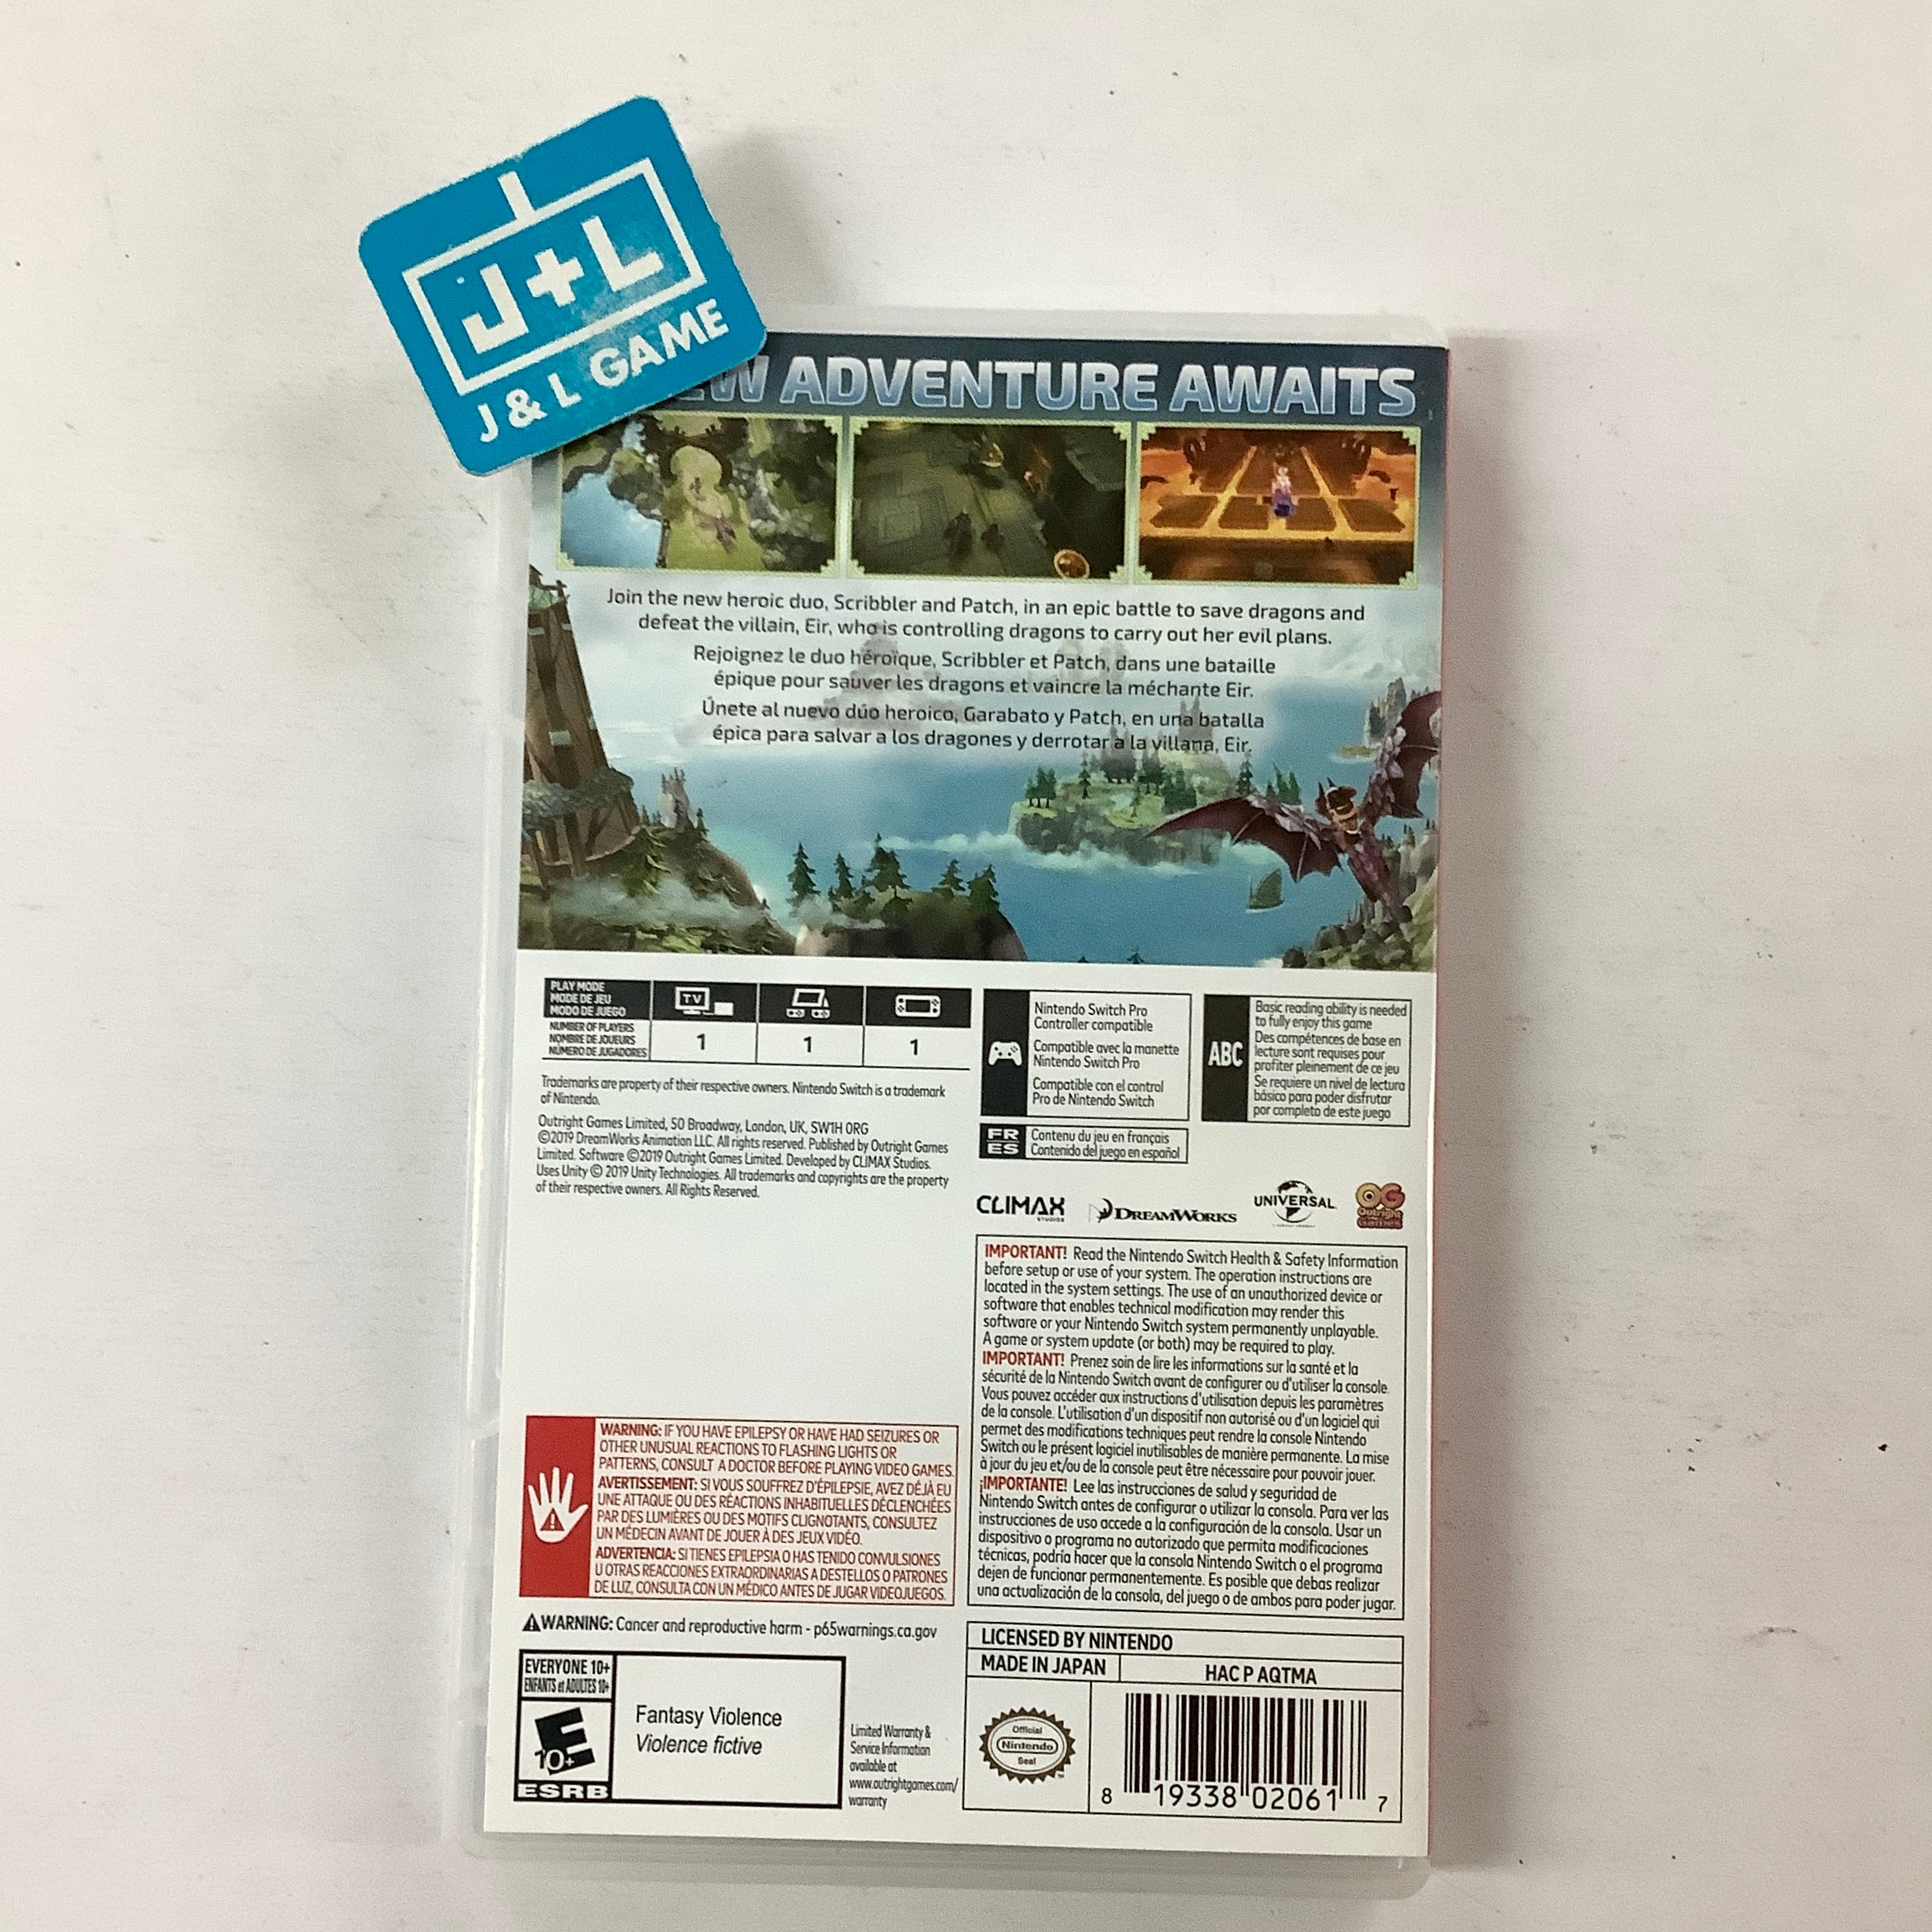 J+L
J & L GAME
ADVENTURE AWAITS
Join the new heroic duo, Scribbler and Patch, in an epic battle to save dragons and
defeat the villain, Eir, who is controlling dragons to carry out her evil plans.
Rejoignez le duo héroïque, Scribbler et Patch, dans une bataille
épique pour sauver les dragons et vaincre la méchante Eir.
Únete al nuevo dúo heroico, Garabato y Patch, en una batalla
épica para salvar a los dragones y derrotar a la villana, Eir.
PLAY MODE
MODE DE JEU
MODO DE JUEGO
TV
NUMBER OF PLAYERS
NOMBRE DE JOUEURS
NÚMERO DE JUGADORES
1 1 1
Trademarks are property of their respective owners. Nintendo Switch is a trademark
of Nintendo.
Outright Games Limited, 50 Broadway, London, UK, SW1H 0RG
©2019 DreamWorks Animation LLC. All rights reserved. Published by Outright Games
Limited. Software ©2019 Outright Games Limited. Developed by CLIMAX Studios.
Uses Unity © 2019 Unity Technologies. All trademarks and copyrights are the property
of their respective owners. All Rights Reserved.
Nintendo Switch Pro
Controller compatible
Compatible avec la manette
Nintendo Switch Pro
Compatible con el control
Pro de Nintendo Switch
ABC
Basic reading ability is needed
to fully enjoy this game
Des compétences de base en
lecture sont requises pour
profiter pleinement de ce jeu
Se requiere un nivel de lectura
básico para poder disfrutar
por completo de este juego
FR
ES
Contenu du jeu en français
Contenido del juego en español
CLIMAX
STUDIOS
DREAMWORKS
UNIVERSAL
OG
Outright
Games
IMPORTANT! Read the Nintendo Switch Health & Safety Information
before setup or use of your system. The operation instructions are
located in the system settings. The use of an unauthorized device or
software that enables technical modification may render this
software or your Nintendo Switch system permanently unplayable.
A game or system update (or both) may be required to play.
IMPORTANT! Prenez soin de lire les informations sur la santé et la
sécurité de la Nintendo Switch avant de configurer ou d'utiliser la console.
Vous pouvez accéder aux instructions d'utilisation depuis les paramètres
de la console. L'utilisation d'un dispositif non autorisé ou d'un logiciel qui
permet des modifications techniques peut rendre la console Nintendo
Switch ou le présent logiciel inutilisables de manière permanente. La mise
à jour du jeu et/ou de la console peut être nécessaire pour pouvoir jouer.
¡IMPORTANTE! Lee las instrucciones de salud y seguridad de
Nintendo Switch antes de configurar o utilizar la consola. Para ver las
instrucciones de uso accede a la configuración de la consola. Usar un
dispositivo o programa no autorizado que permita modificaciones
técnicas, podría hacer que la consola Nintendo Switch o el programa
dejen de funcionar permanentemente. Es posible que debas realizar
una actualización de la consola, del juego o de ambos para poder jugar.
WARNING: IF YOU HAVE EPILEPSY OR HAVE HAD SEIZURES OR
OTHER UNUSUAL REACTIONS TO FLASHING LIGHTS OR
PATTERNS, CONSULT A DOCTOR BEFORE PLAYING VIDEO GAMES.
AVERTISSEMENT: SI VOUS SOUFFREZ D'ÉPILEPSIE, AVEZ DÉJÀ EU
UNE ATTAQUE OU DES RÉACTIONS INHABITUELLES DÉCLENCHÉES
PAR DES LUMIÈRES OU DES MOTIFS CLIGNOTANTS, CONSULTEZ
UN MÉDECIN AVANT DE JOUER À DES JEUX VIDÉO.
ADVERTENCIA: SI TIENES EPILEPSIA O HAS TENIDO CONVULSIONES
U OTRAS REACCIONES EXTRAORDINARIAS A DESTELLOS O PATRONES
DE LUZ, CONSULTA CON UN MÉDICO ANTES DE JUGAR VIDEOJUEGOS.
WARNING: Cancer and reproductive harm - p65warnings.ca.gov
EVERYONE 10+
ENFANTS et ADULTES 10+
E
10+
ESRB
Fantasy Violence
Violence fictive
Limited Warranty &
Service Information
available at
www.outrightgames.com/
warranty
LICENSED BY NINTENDO
MADE IN JAPAN
HAC P AQTMA
Official
Nintendo
Seal
8 19338 02061 7